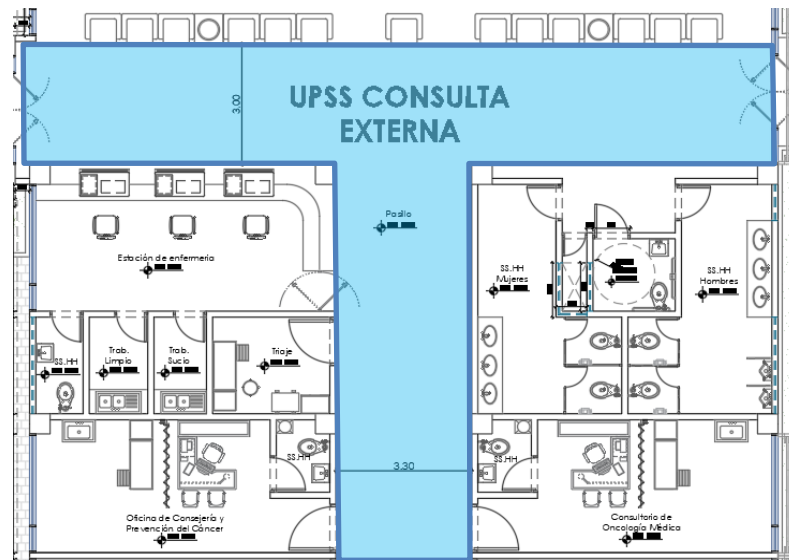 UPSS CONSULTA
EXTERNA
3.00
Pasillo
Estación de enfermeria
SS.HH
Mujeres
SS.HH
Hombres
SS.HH
Trab.
Limpio
Trab.
Sucio
Triaje
SS.HH
3.30
SS.HH
Oficina de Consejería y
Prevención del Cáncer
Consultorio de
Oncología Médica